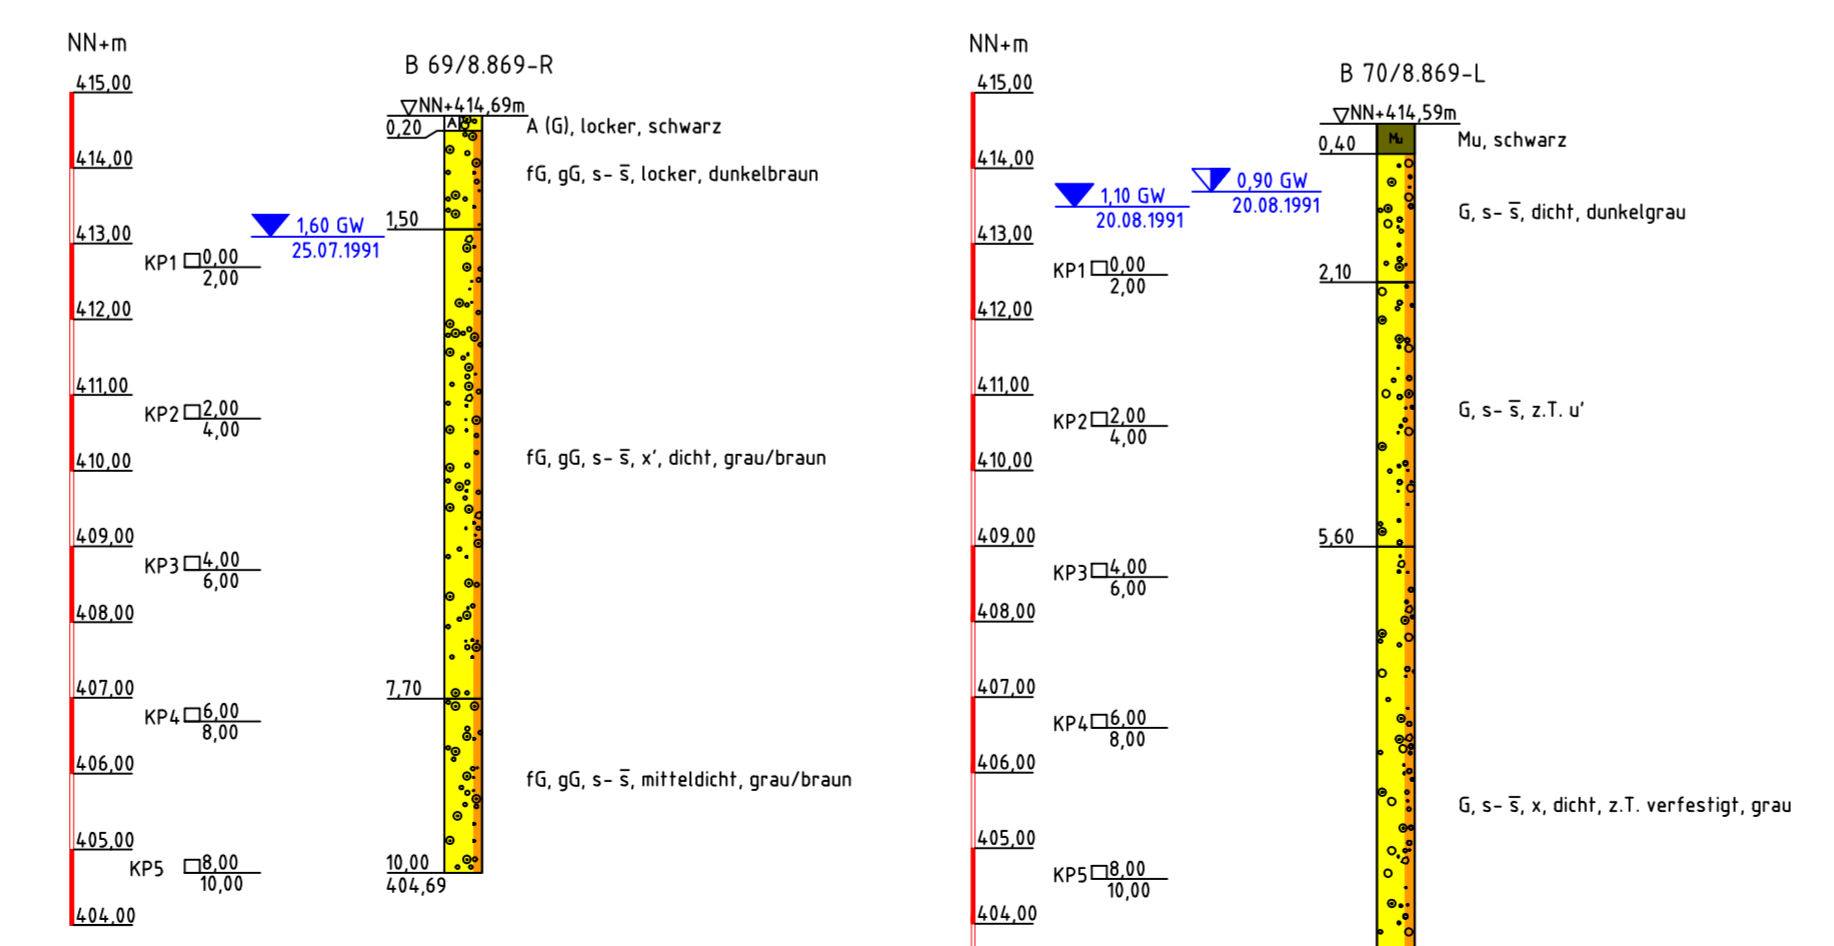 NN+m
B 69/8.869-R
415,00
NN+414,69m
0,20
A
A (G), locker, schwarz
414,00
fG, gG, s- s̅, locker, dunkelbraun
1,60 GW
25.07.1991
1,50
413,00
KP1 0,00
2,00
412,00
411,00
KP2 2,00
4,00
410,00
fG, gG, s- s̅, x', dicht, grau/braun
409,00
KP3 4,00
6,00
408,00
407,00
7,70
KP4 6,00
8,00
406,00
fG, gG, s- s̅, mitteldicht, grau/braun
405,00
KP5 8,00
10,00
10,00
404,69
404,00
NN+m
B 70/8.869-L
415,00
NN+414,59m
Mu
Mu, schwarz
0,40
414,00
1,10 GW
20.08.1991
0,90 GW
20.08.1991
G, s- s̅, dicht, dunkelgrau
413,00
KP1 0,00
2,00
2,10
412,00
411,00
G, s- s̅, z.T. u'
KP2 2,00
4,00
410,00
409,00
5,60
KP3 4,00
6,00
408,00
407,00
KP4 6,00
8,00
406,00
G, s- s̅, x, dicht, z.T. verfestigt, grau
405,00
KP5 8,00
10,00
404,00